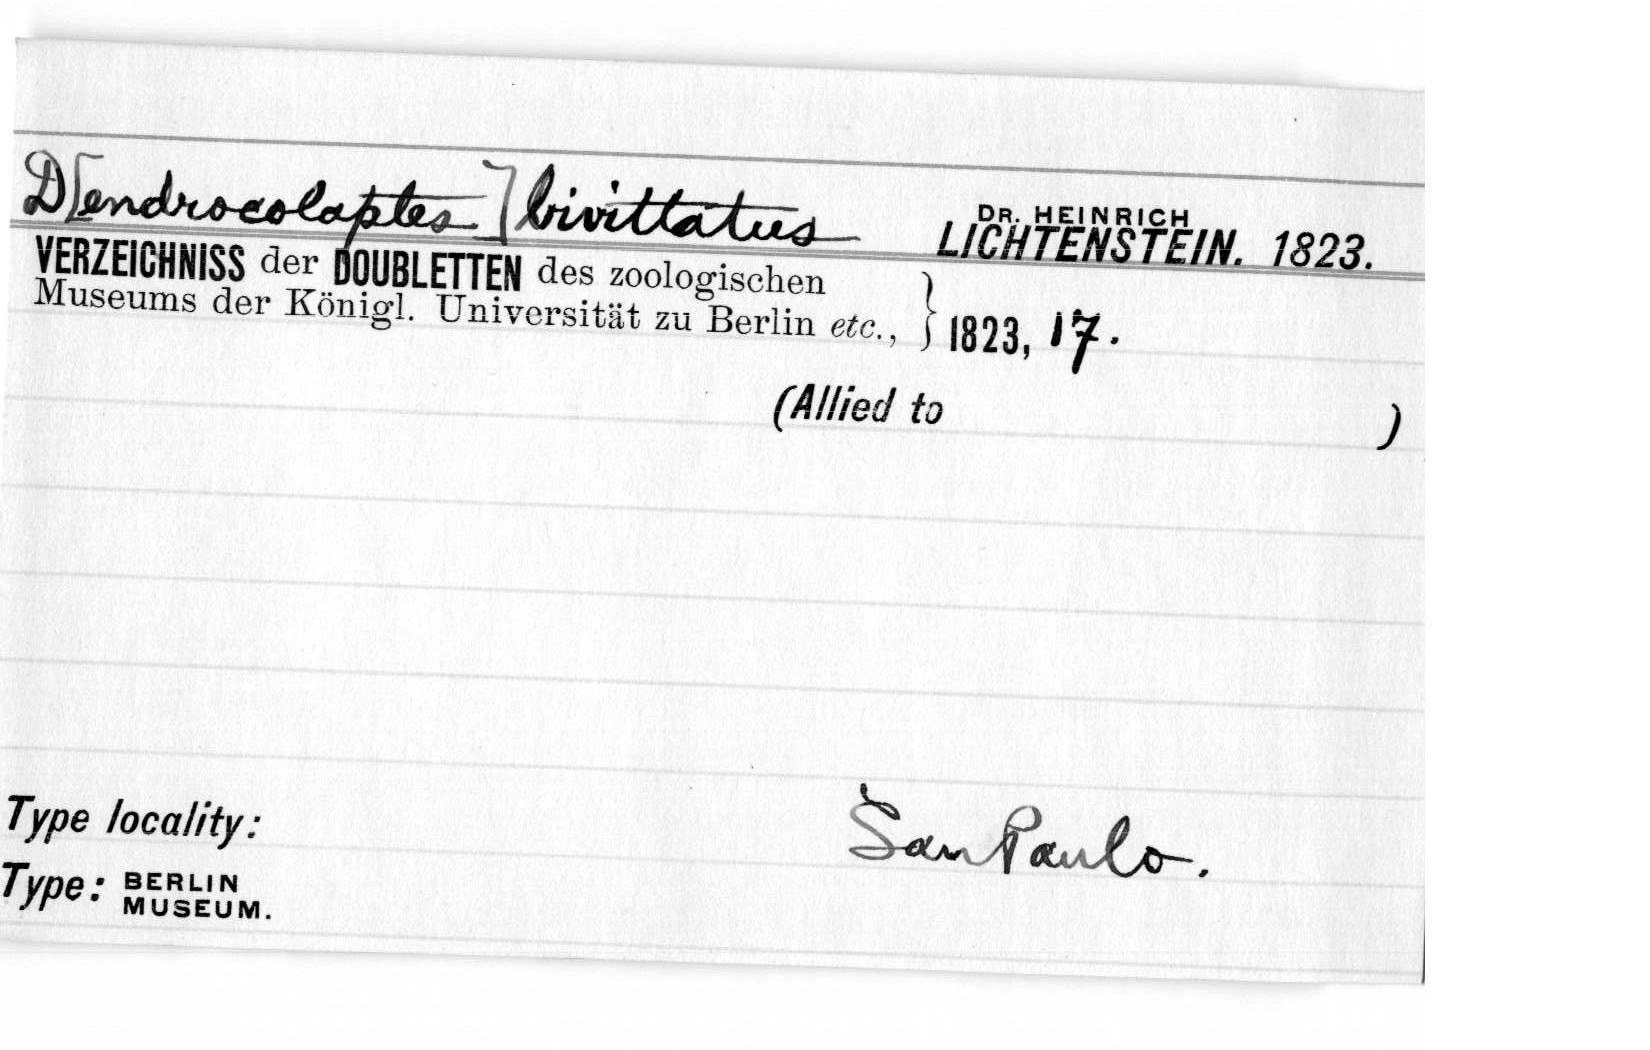 D[endrocolaptes] bivittatus
DR. HEINRICH
LICHTENSTEIN. 1823.
VERZEICHNISS der DOUBLETTEN des zoologischen
Museums der Königl. Universität zu Berlin etc., } 1823, 17.
(Allied to )
Type locality: San Paulo.
Type: BERLIN
MUSEUM.